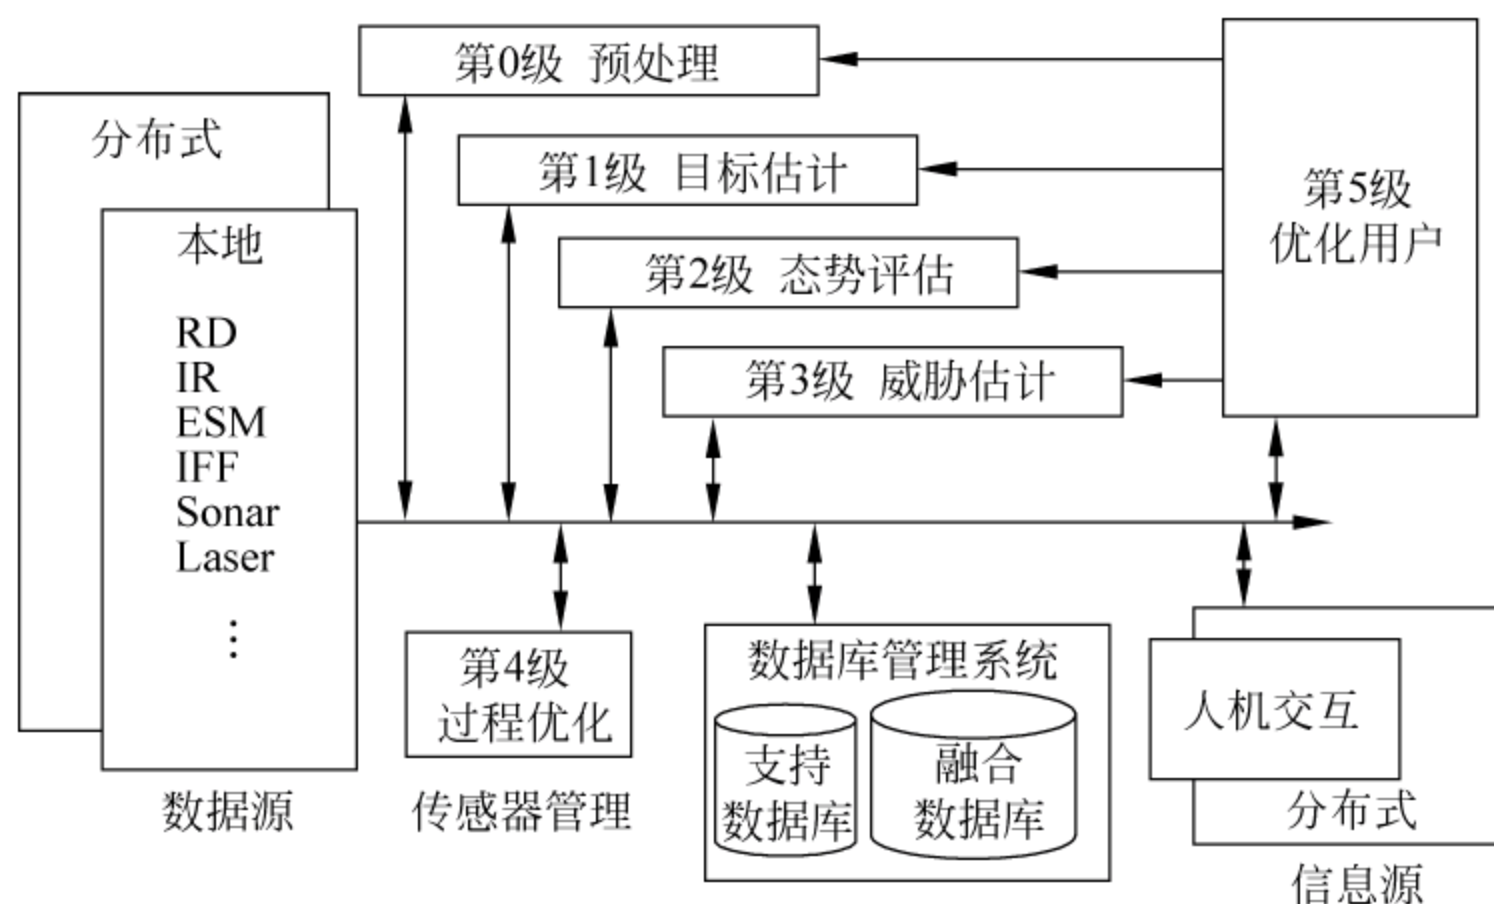 第0级 预处理
分布式
第1级 目标估计
第5级
优化用户
本地
第2级 态势评估
RD
IR
ESM
IFF
Sonar
Laser
⋮
第3级 威胁估计
第4级
过程优化
传感器管理
数据源
数据库管理系统
支持
数据库
融合
数据库
人机交互
分布式
信息源